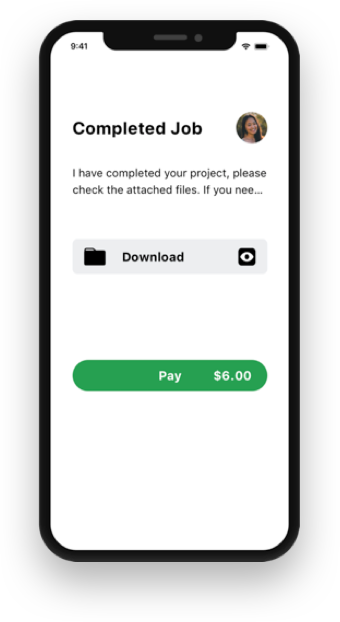 9:41
Completed Job
I have completed your project, please
check the attached files. If you nee...
Download
Pay $6.00